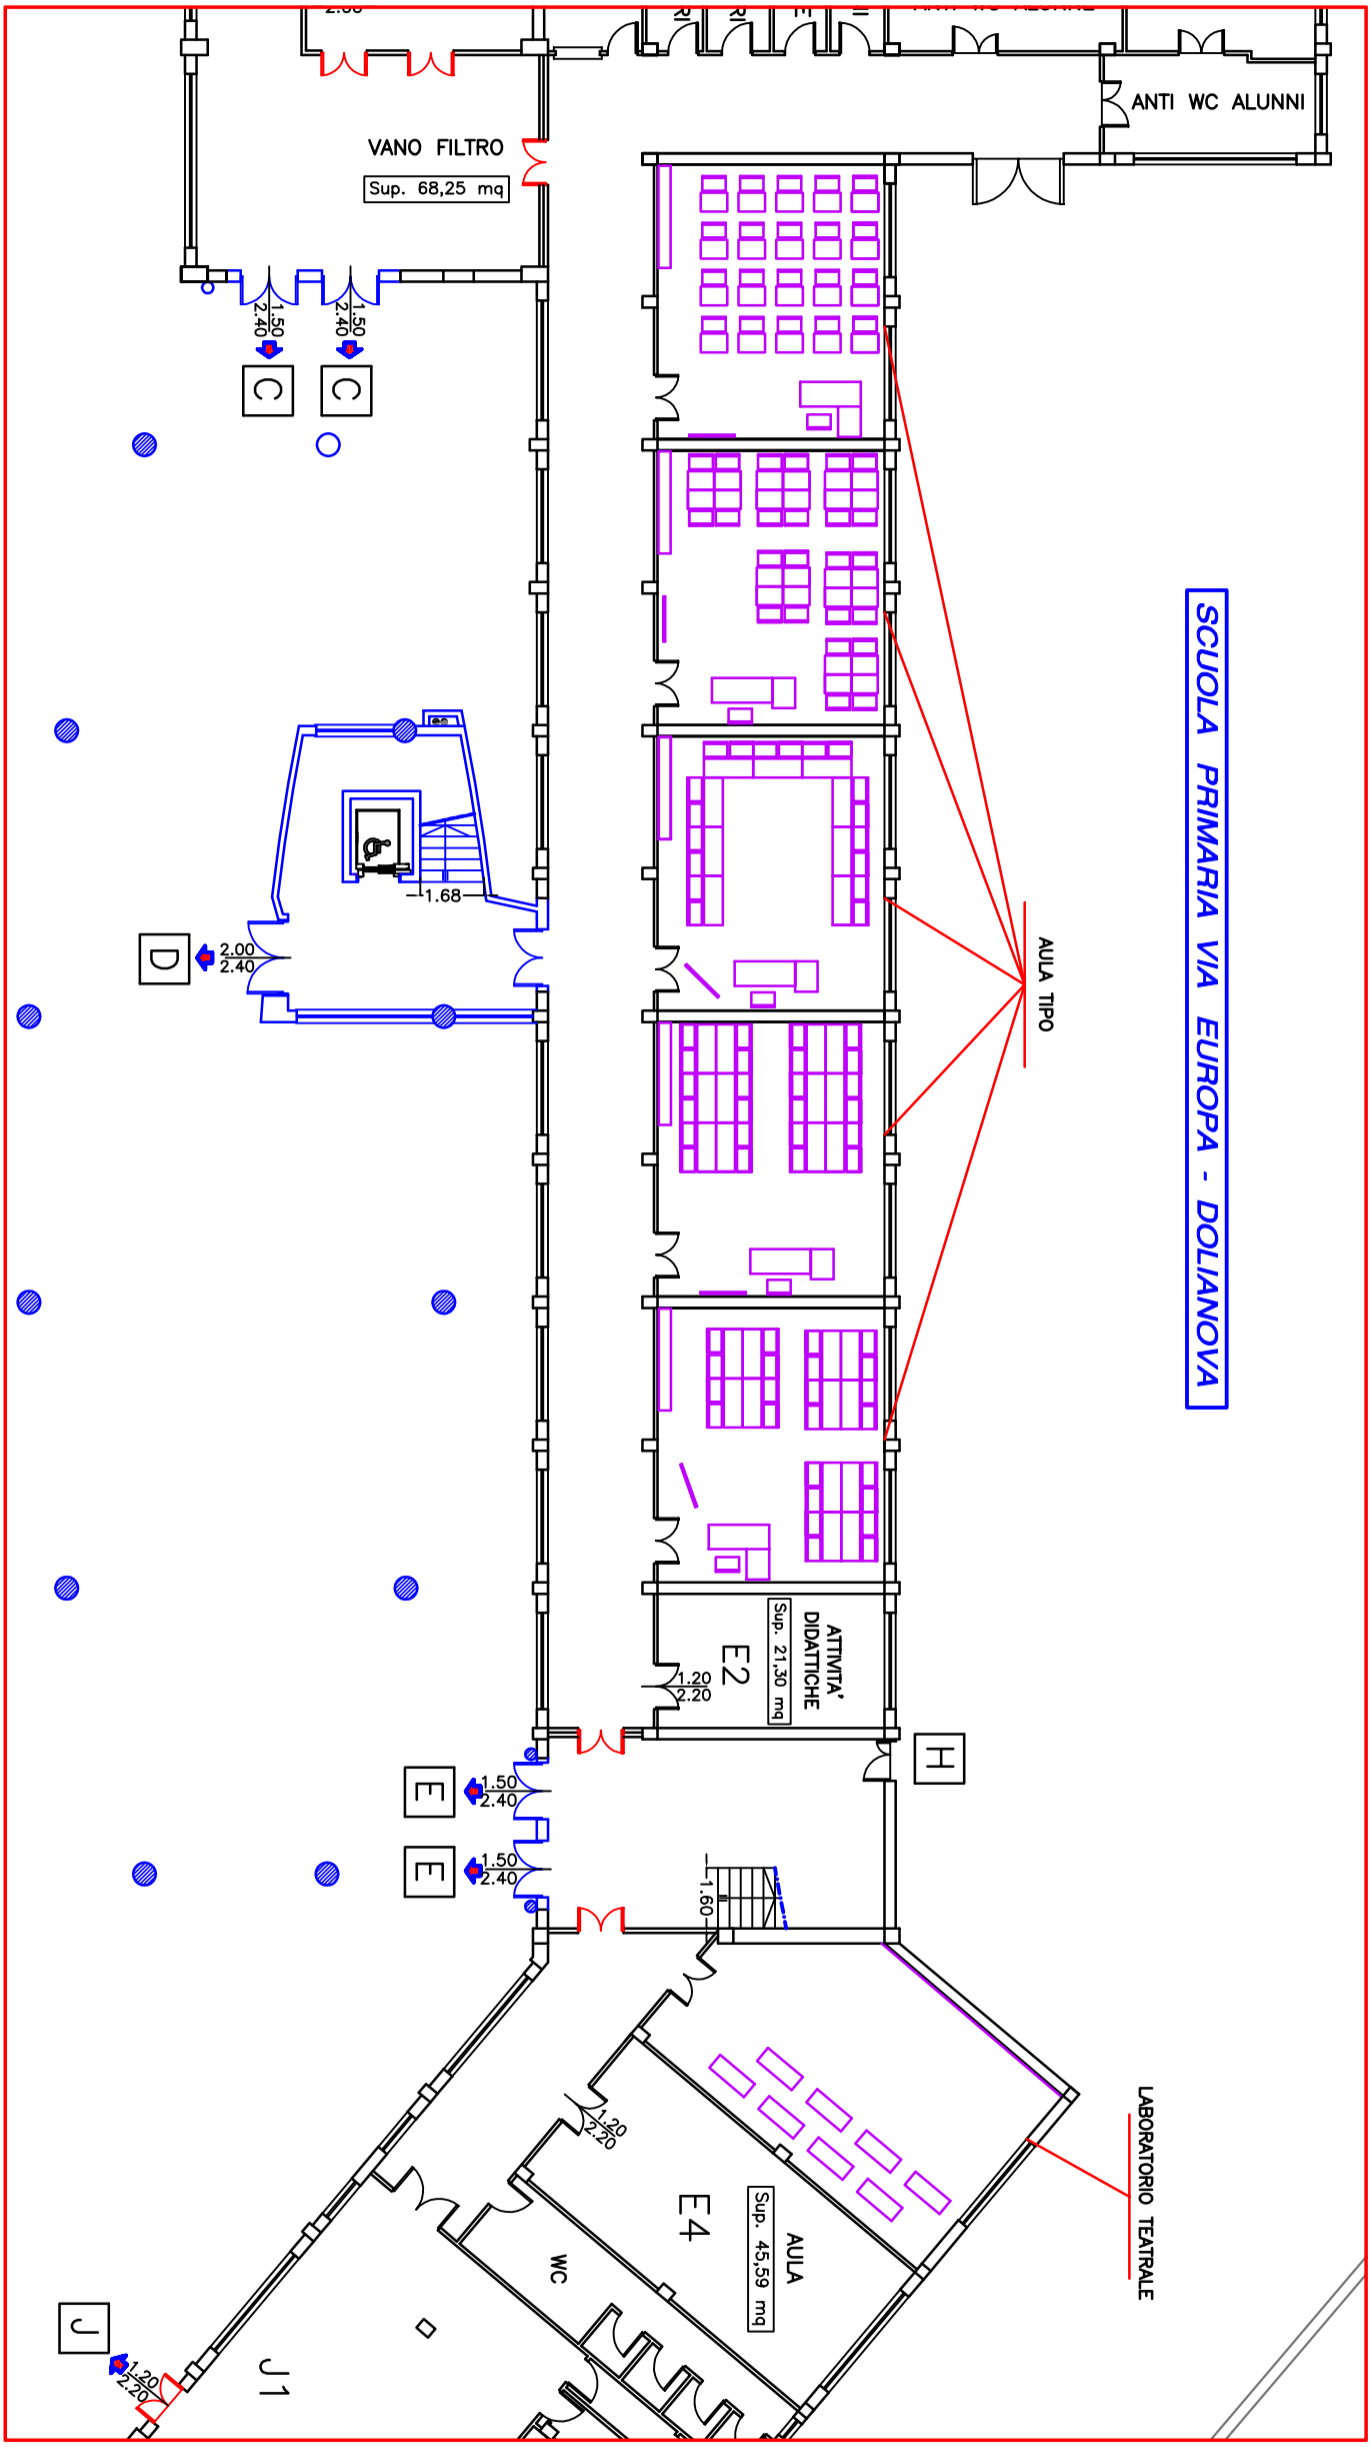 ANTI WC ALUNNI
VANO FILTRO
Sup. 68,25 mq
1.50
2.40
1.50
2.40
C
C
SCUOLA PRIMARIA VIA EUROPA - DOLIANOVA
AULA TIPO
1.68
D
2.00
2.40
ATTIVITA'
DIDATTICHE
Sup. 21,30 mq
E2
1.20
2.20
H
E
1.50
2.40
E
1.50
2.40
1.60
LABORATORIO TEATRALE
1.20
2.20
AULA
Sup. 45,59 mq
E4
WC
J
1.20
2.20
J1